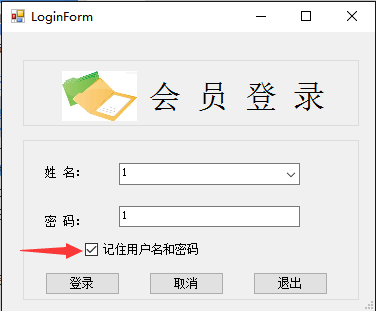 LoginForm
会 员 登 录
姓 名： 1
密 码： 1
记住用户名和密码
登录 取消 退出